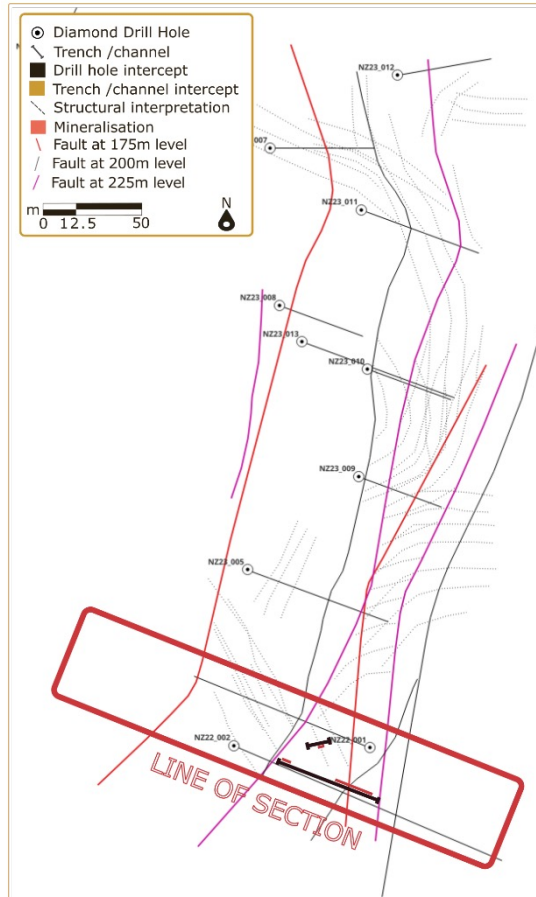 Diamond Drill Hole
Trench /channel
Drill hole intercept
Trench /channel intercept
Structural interpretation
Mineralisation
Fault at 175m level
Fault at 200m level
Fault at 225m level
m
0 12.5 50
N
NZ23_012
007
NZ23_011
NZ23_008
NZ23_013
NZ23_010
NZ23_009
NZ23_005
NZ22_002
NZ22_001
LINE OF SECTION